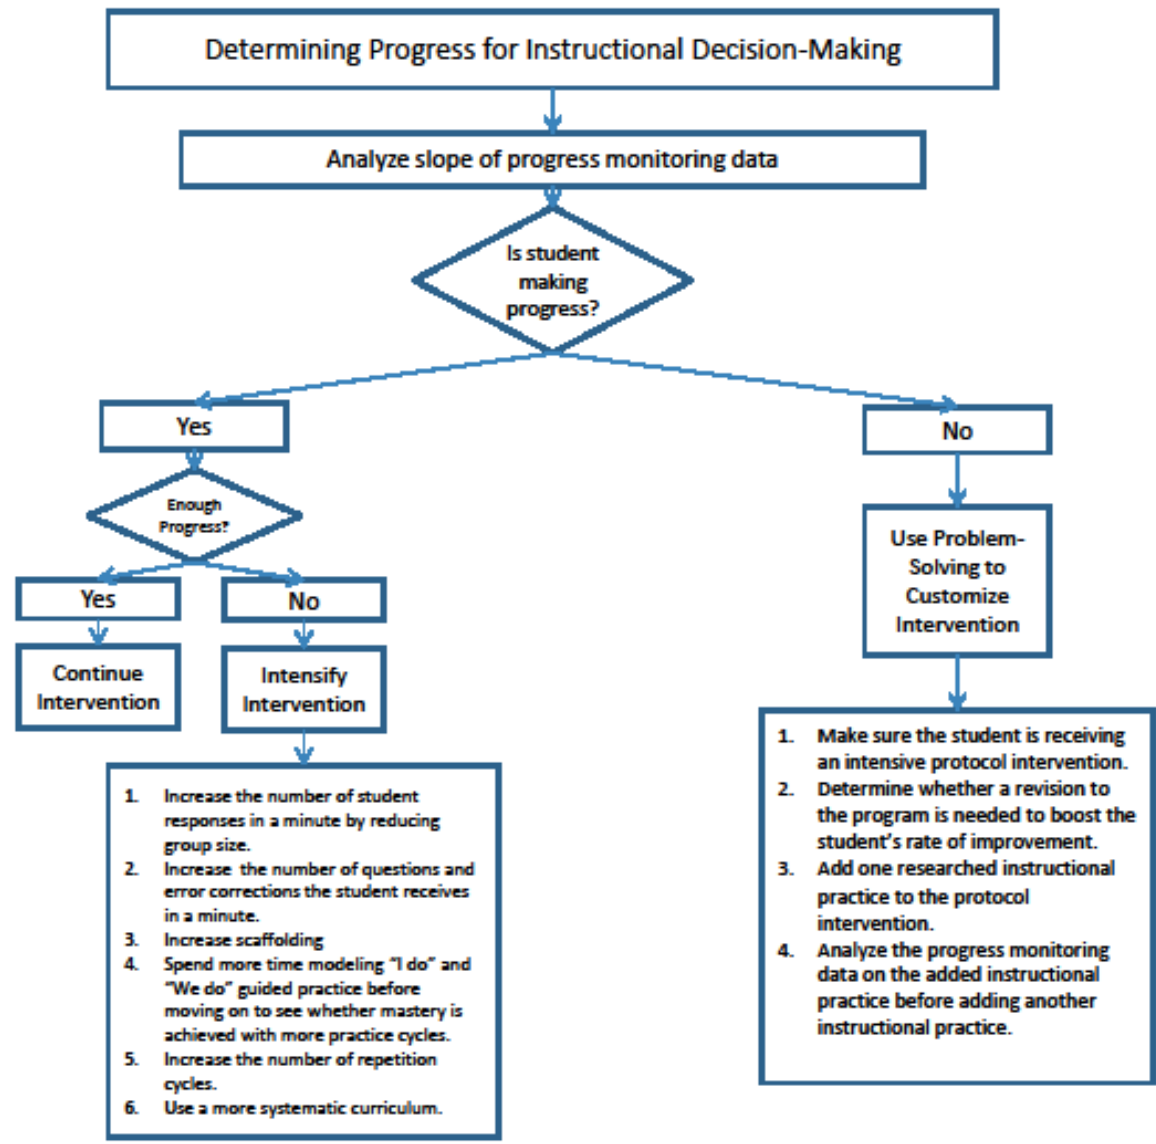 Determining Progress for Instructional Decision-Making
Analyze slope of progress monitoring data
Is student
making
progress?
Yes
No
Enough
Progress?
Yes
No
Continue
Intervention
Intensify
Intervention
1. Increase the number of student
responses in a minute by reducing
group size.
2. Increase the number of questions and
error corrections the student receives
in a minute.
3. Increase scaffolding
4. Spend more time modeling “I do” and
“We do” guided practice before
moving on to see whether mastery is
achieved with more practice cycles.
5. Increase the number of repetition
cycles.
6. Use a more systematic curriculum.
Use Problem-
Solving to
Customize
Intervention
1. Make sure the student is receiving
an intensive protocol intervention.
2. Determine whether a revision to
the program is needed to boost the
student’s rate of improvement.
3. Add one researched instructional
practice to the protocol
intervention.
4. Analyze the progress monitoring
data on the added instructional
practice before adding another
instructional practice.